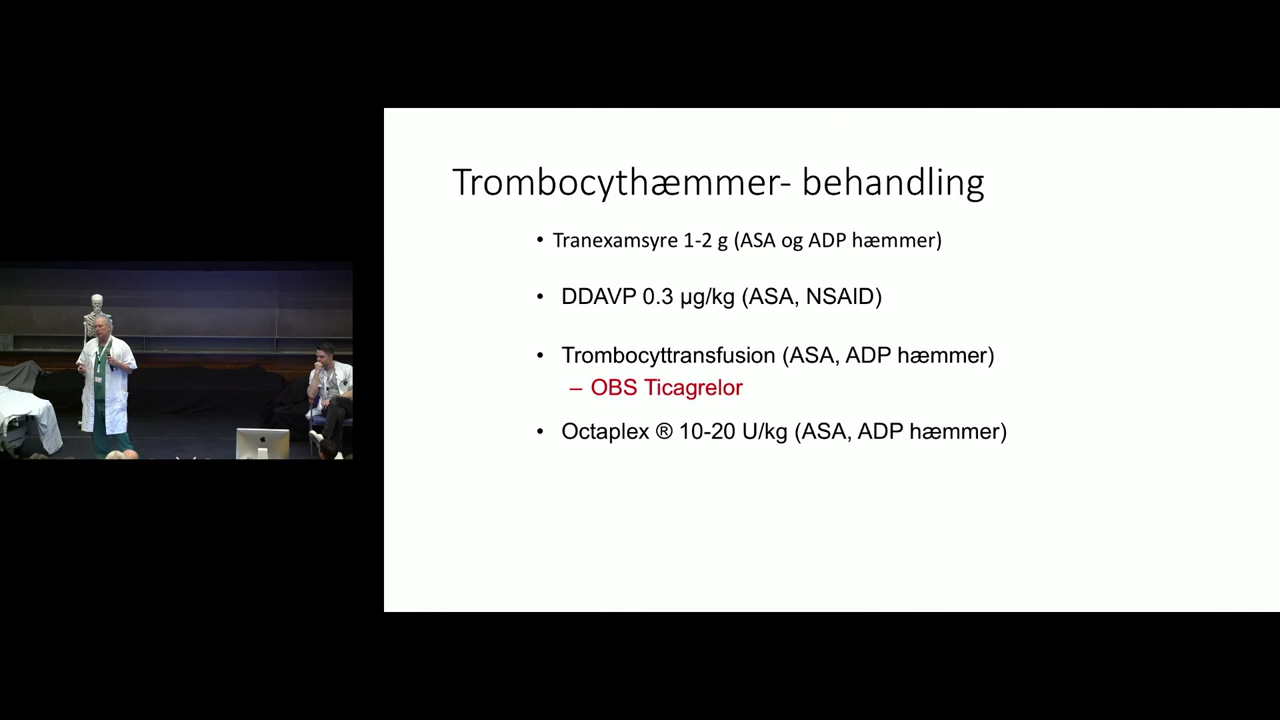 Trombocythæmmer- behandling
• Tranexamsyre 1-2 g (ASA og ADP hæmmer)
• DDAVP 0.3 µg/kg (ASA, NSAID)
• Trombocyttransfusion (ASA, ADP hæmmer)
– OBS Ticagrelor
• Octaplex ® 10-20 U/kg (ASA, ADP hæmmer)